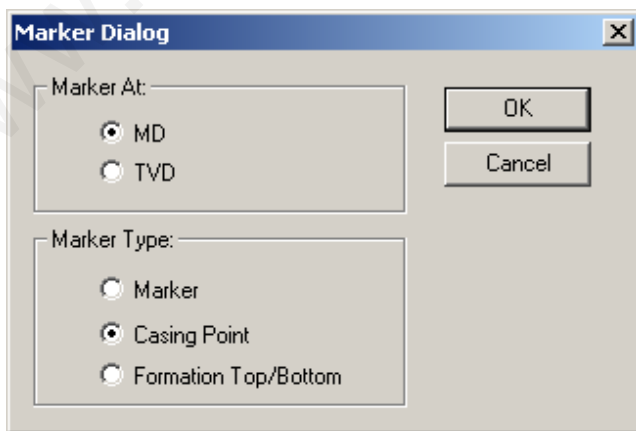 Marker Dialog
Marker At:
MD
TVD
OK
Cancel
Marker Type:
Marker
Casing Point
Formation Top/Bottom